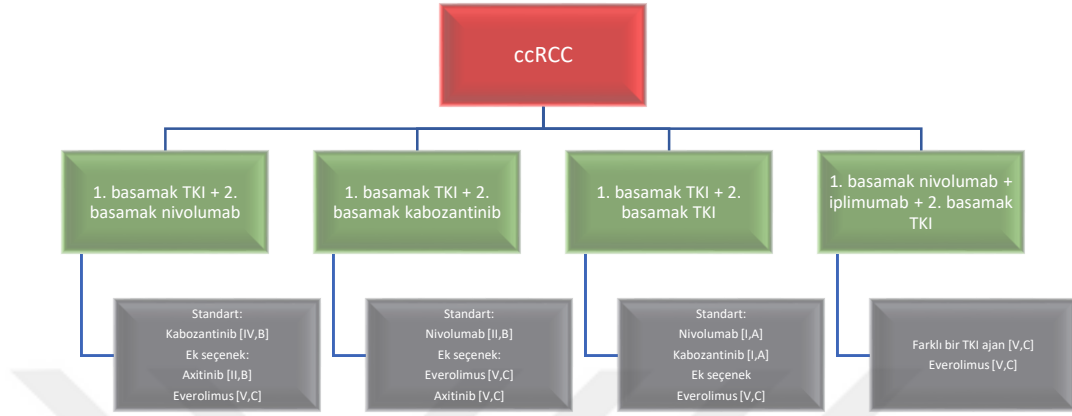 ccRCC
1. basamak TKI + 2.
basamak nivolumab
1. basamak TKI + 2.
basamak kabozantinib
1. basamak TKI + 2.
basamak TKI
1. basamak nivolumab +
iplimumab + 2. basamak
TKI
Standart:
Kabozantinib [IV,B]
Ek seçenek:
Axitinib [II,B]
Everolimus [V,C]
Standart:
Nivolumab [II,B]
Ek seçenek:
Everolimus [V,C]
Axitinib [V,C]
Standart:
Nivolumab [I,A]
Kabozantinib [I,A]
Ek seçenek
Everolimus [V,C]
Farklı bir TKI ajan [V,C]
Everolimus [V,C]